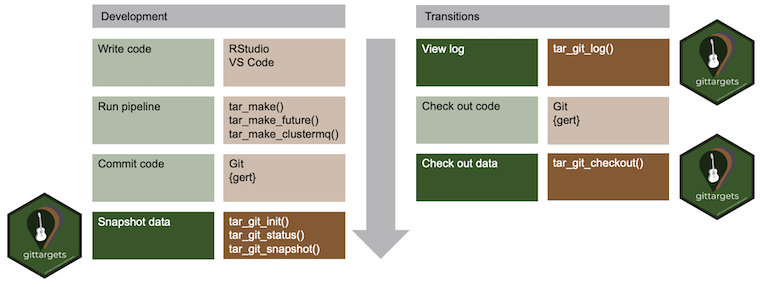 Development
Write code
RStudio
VS Code
Run pipeline
tar_make()
tar_make_future()
tar_make_clustermq()
Commit code
Git
{gert}
Snapshot data
tar_git_init()
tar_git_status()
tar_git_snapshot()
gittargets
Transitions
View log
tar_git_log()
gittargets
Check out code
Git
{gert}
Check out data
tar_git_checkout()
gittargets